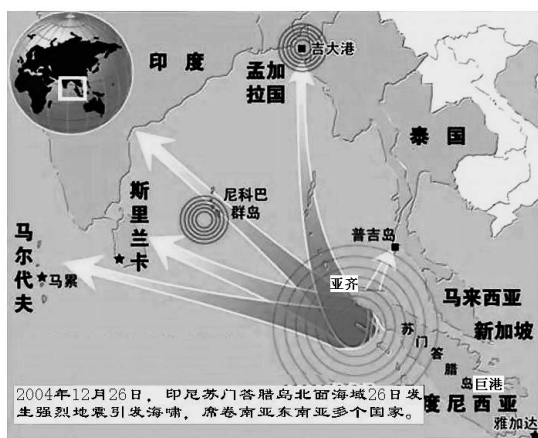 印度
孟加
拉国
吉大港
泰国
斯里兰卡
尼科巴
群岛
马尔代夫
马累
普吉岛
亚齐
马来西亚
新加坡
苏门答腊岛
巨港
度尼西亚
雅加达
2004年12月26日，印尼苏门答腊岛北面海域26日发
生强烈地震引发海啸，席卷南亚东南亚多个国家。